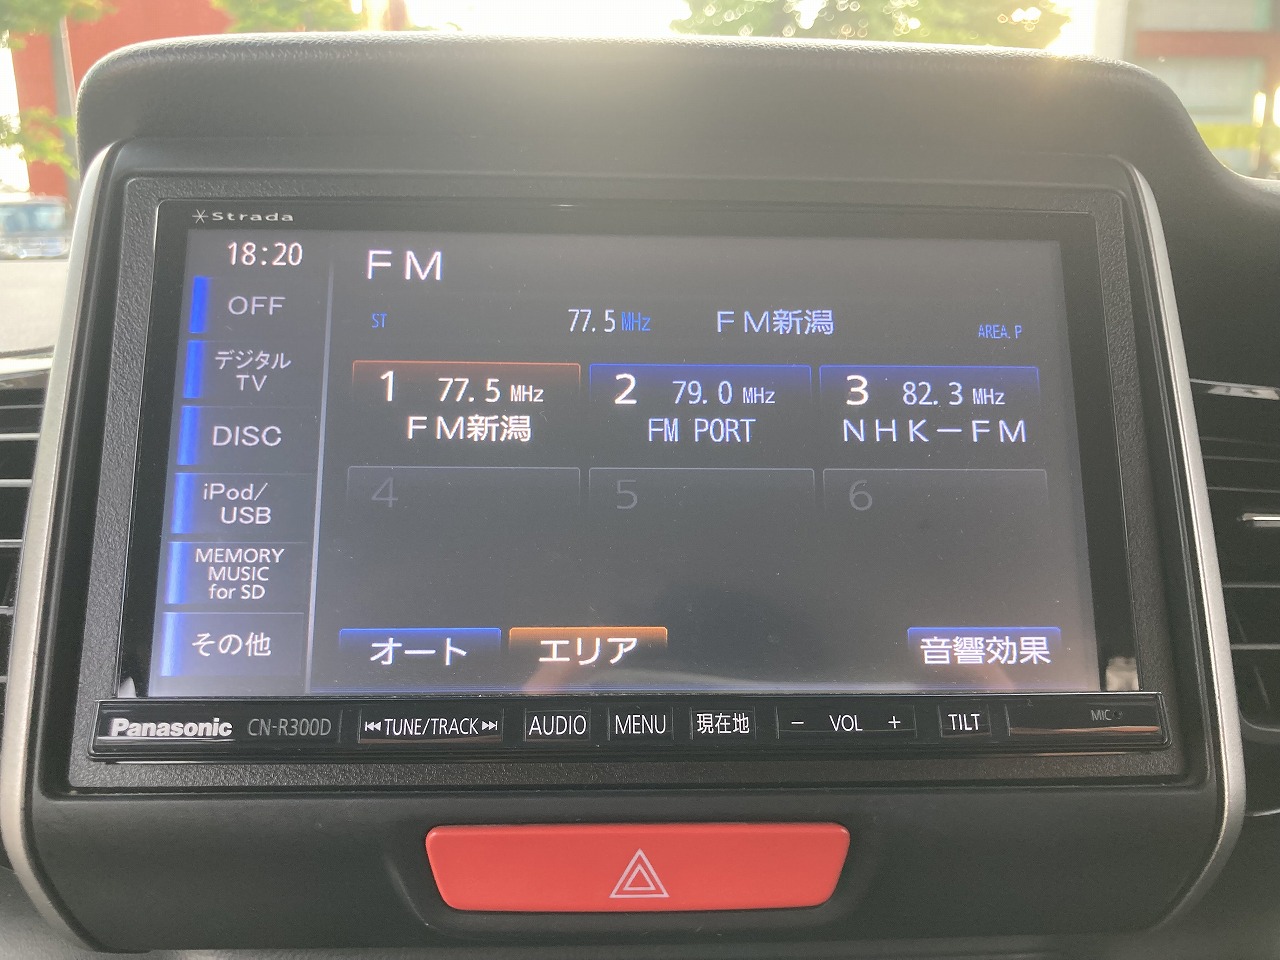 Strada
18:20
OFF
デジタル
TV
DISC
iPod/
USB
MEMORY
MUSIC
for SD
その他
ＦＭ
ST 77.5MHz ＦＭ新潟 AREA.P
1 77.5 MHz
ＦＭ新潟
2 79.0 MHz
FM PORT
3 82.3 MHz
ＮＨＫ－ＦＭ
4
5
6
オート エリア 音響効果
Panasonic CN-R300D ⏮TUNE/TRACK⏭ AUDIO MENU 現在地 － VOL ＋ TILT MIC